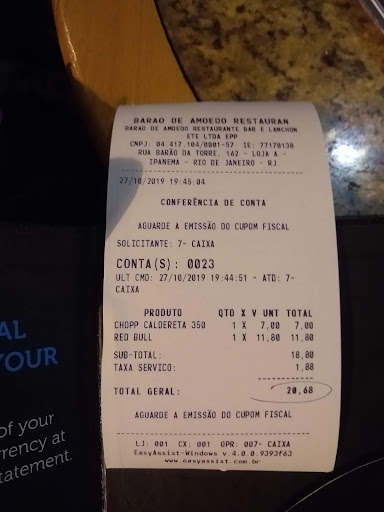 BARAO DE AMOEDO RESTAURAN
BARAO DE AMOEDO RESTAURANTE BAR E LANCHON
ETE LTDA EPP
CNPJ: 04.417.104/0001-57 IE: 77170138
RUA BARÃO DA TORRE, 162 - LOJA A -
IPANEMA - RIO DE JANEIRO - RJ
27/10/2019 19:45:04
CONFERÊNCIA DE CONTA
AGUARDE A EMISSÃO DO CUPOM FISCAL
SOLICITANTE: 7- CAIXA
CONTA(S): 0023
ULT CMD: 27/10/2019 19:44:51 - ATD: 7-
CAIXA
PRODUTO QTD X V UNT TOTAL
CHOPP CALDERETA 350 1 X 7,00 7,00
RED BULL 1 X 11,80 11,80
SUB-TOTAL: 18,80
TAXA SERVICO: 1,88
TOTAL GERAL: 20,68
AGUARDE A EMISSÃO DO CUPOM FISCAL
LJ: 001 CX: 001 OPR: 007- CAIXA
EasyAssist-Windows v.4.0.0.9393f63
www.easyassist.com.br
AL
YOUR
of your
rrency at
tatement.